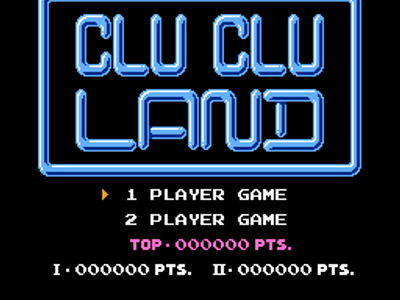 CLU CLU
LAND
1 PLAYER GAME
2 PLAYER GAME
TOP·000000 PTS.
I·000000 PTS. II·000000 PTS.